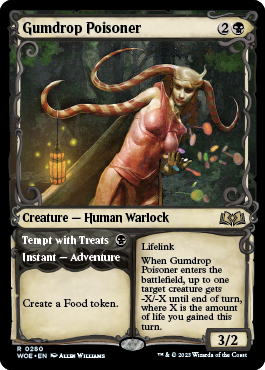 Gumdrop Poisoner 2
Creature — Human Warlock
Tempt with Treats
Instant — Adventure
Create a Food token.
Lifelink
When Gumdrop
Poisoner enters the
battlefield, up to one
target creature gets
-X/-X until end of turn,
where X is the amount
of life you gained this
turn.
3/2
R 0280
WOE • EN Allen Williams
™ & © 2023 Wizards of the Coast